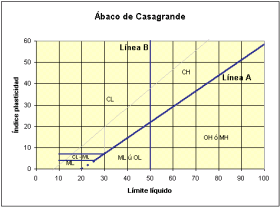 Ábaco de Casagrande
Índice plasticidad
60
50
40
30
20
10
0
Línea B
CH
Línea A
CL
OH ó MH
CL-ML
ML ú OL
ML
0 10 20 30 40 50 60 70 80 90 100
Límite líquido